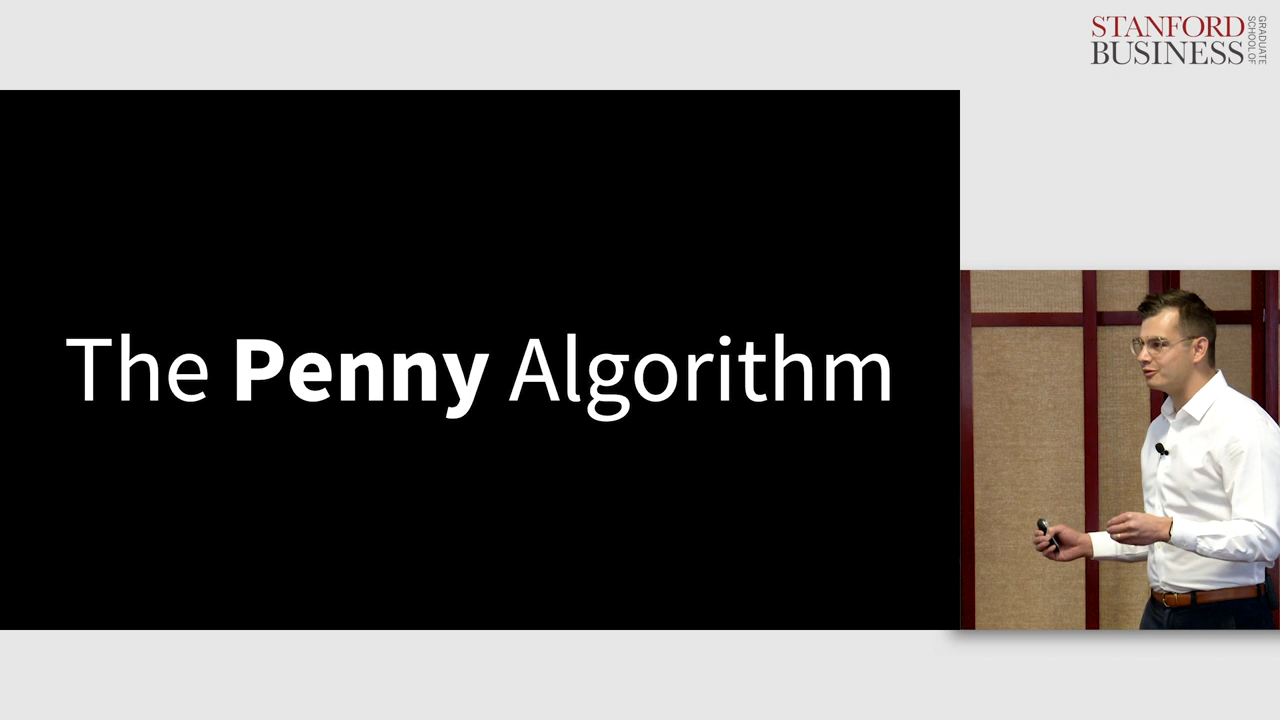 STANFORD
BUSINESS
GRADUATE
SCHOOL OF
The Penny Algorithm